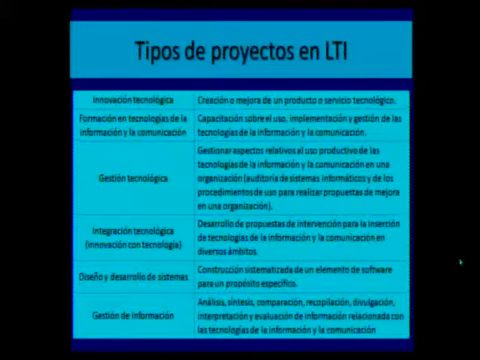 Tipos de proyectos en LTI
Innovación tecnológica
Creación o mejora de un producto o servicio tecnológico.
Formación en tecnologías de la
información y la comunicación
Capacitación sobre el uso, implementación y gestión de las
tecnologías de la información y la comunicación.
Gestión tecnológica
Gestionar aspectos relativos al uso productivo de las
tecnologías de la información y la comunicación en una
organización (auditoría de sistemas informáticos y de los
procedimientos de uso para realizar propuestas de mejora
en una organización).
Integración tecnológica
(innovación con tecnología)
Desarrollo de propuestas de intervención para la inserción
de tecnologías de la información y la comunicación en
diversos ámbitos.
Diseño y desarrollo de sistemas
Construcción sistematizada de un elemento de software
para un propósito específico.
Gestión de información
Análisis, síntesis, comparación, recopilación, divulgación,
interpretación y evaluación de información relacionada con
las tecnologías de la información y la comunicación